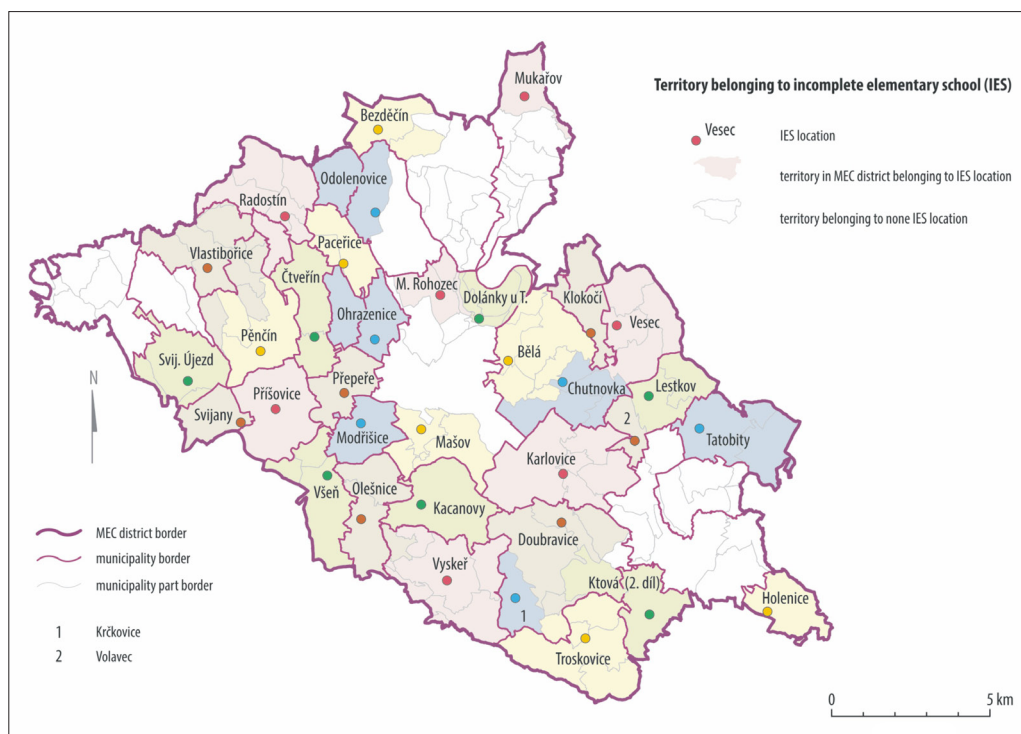 Territory belonging to incomplete elementary school (IES)
Vesec
IES location
territory in MEC district belonging to IES location
territory belonging to none IES location
Mukařov
Bezděčín
Odolenovice
Radostín
Paceřice
Vlastibořice
Čtveřín
M. Rohozec
Dolánky u T.
Klokočí
Ohrazenice
Vesec
Pěnčín
Bělá
Svij. Újezd
Přepeře
Chutnovka
Lestkov
Příšovice
2
Svijany
Modřišice
Mašov
Tatobity
Karlovice
Všeň
Olešnice
Kacanovy
Doubravice
Vyskeř
Ktová (2. díl)
Holenice
1
Troskovice
N
MEC district border
municipality border
municipality part border
1 Krčkovice
2 Volavec
0 5 km